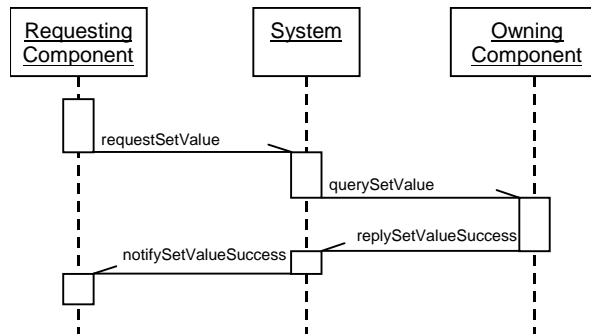 Requesting
Component
System
Owning
Component
requestSetValue
querySetValue
replySetValueSuccess
notifySetValueSuccess